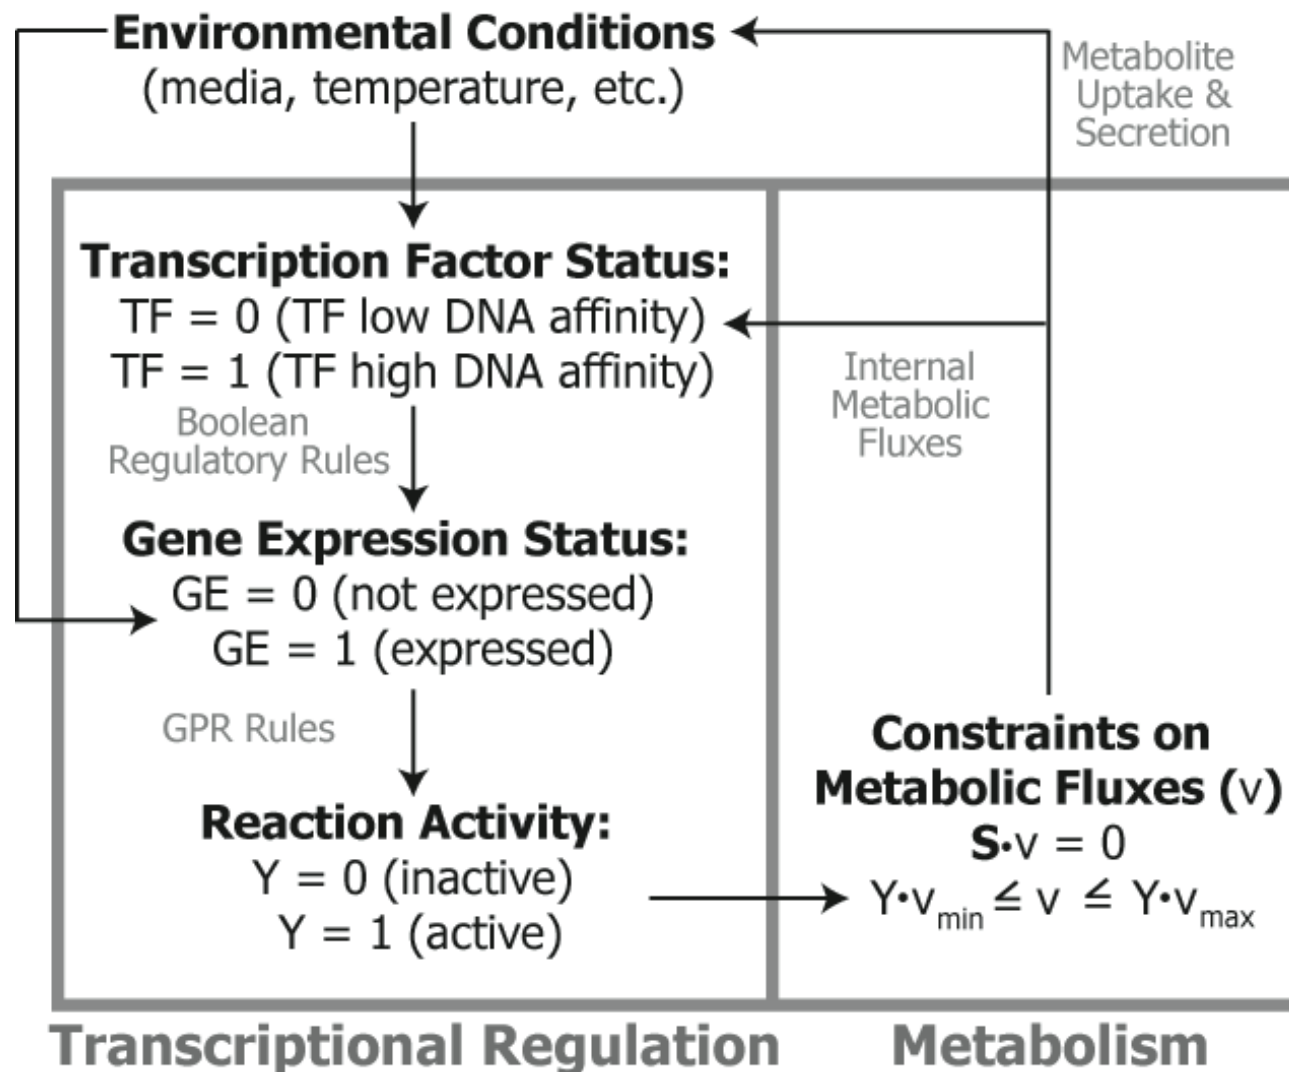 Environmental Conditions
(media, temperature, etc.)
Metabolite
Uptake &
Secretion
Transcription Factor Status:
TF = 0 (TF low DNA affinity)
TF = 1 (TF high DNA affinity)
Internal
Metabolic
Fluxes
Boolean
Regulatory Rules
Gene Expression Status:
GE = 0 (not expressed)
GE = 1 (expressed)
GPR Rules
Reaction Activity:
Y = 0 (inactive)
Y = 1 (active)
Constraints on
Metabolic Fluxes (v)
S·v = 0
Y·vmin ≤ v ≤ Y·vmax
Transcriptional Regulation
Metabolism